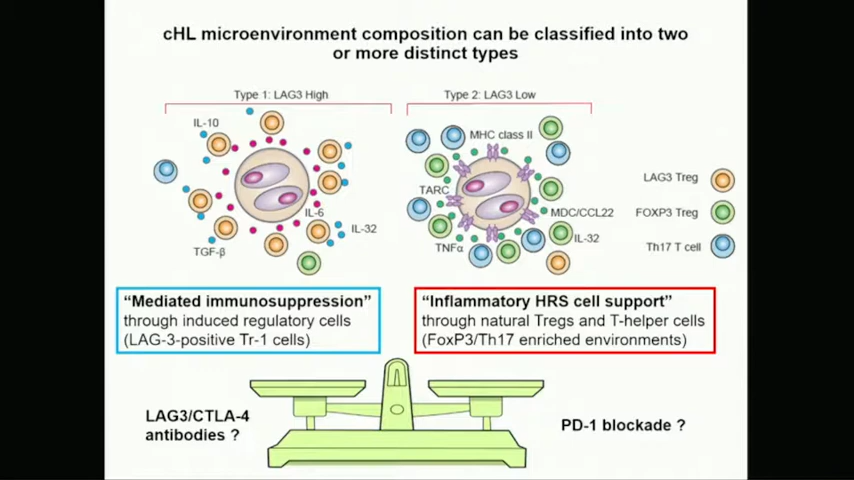 cHL microenvironment composition can be classified into two
or more distinct types
Type 1: LAG3 High
Type 2: LAG3 Low
IL-10
IL-6
IL-32
TGF-β
MHC class II
TARC
MDC/CCL22
IL-32
TNFα
LAG3 Treg
FOXP3 Treg
Th17 T cell
“Mediated immunosuppression”
through induced regulatory cells
(LAG-3-positive Tr-1 cells)
“Inflammatory HRS cell support”
through natural Tregs and T-helper cells
(FoxP3/Th17 enriched environments)
LAG3/CTLA-4
antibodies ?
PD-1 blockade ?